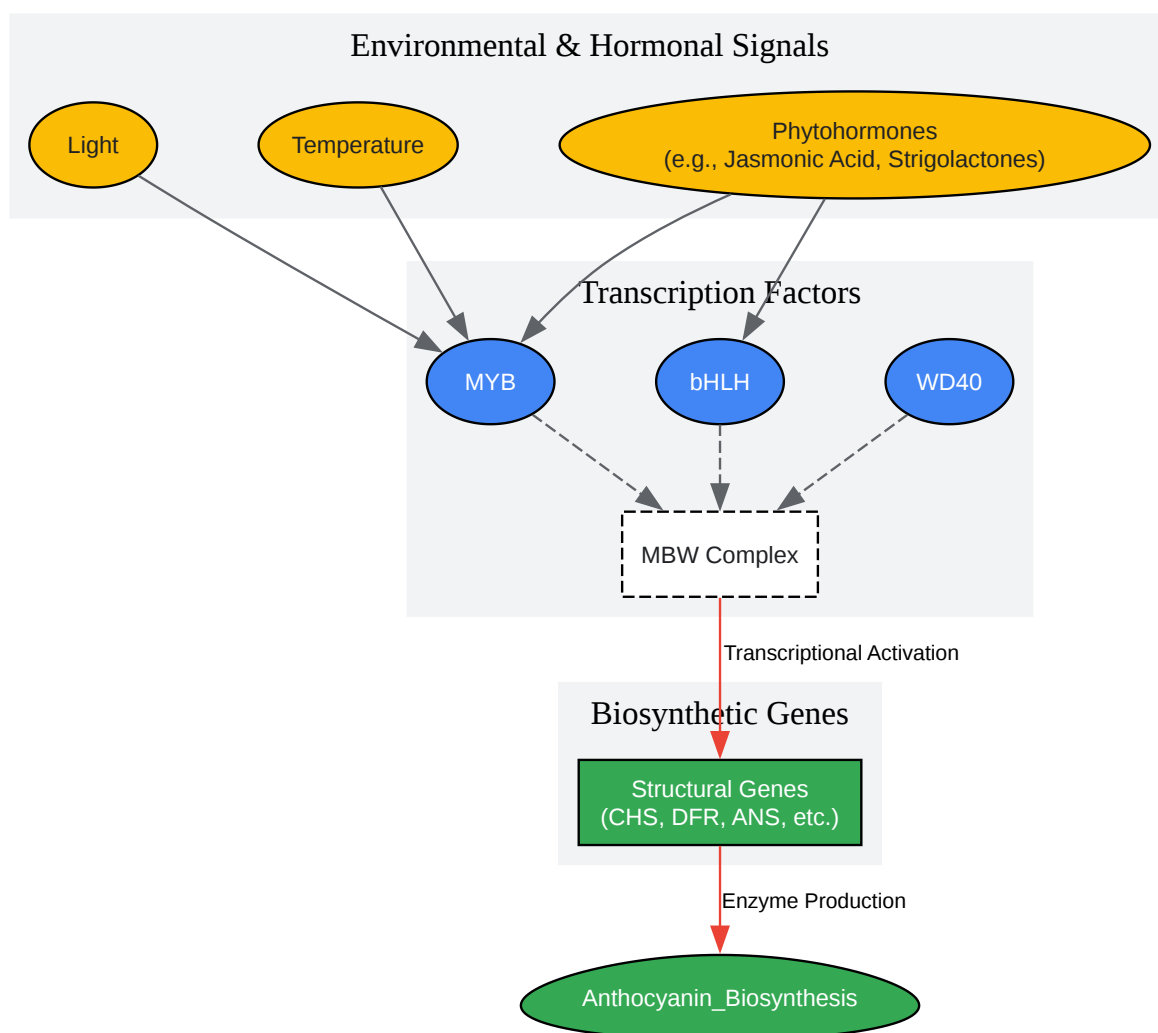 Environmental & Hormonal Signals
Light
Temperature
Phytohormones
(e.g., Jasmonic Acid, Strigolactones)
Transcription Factors
MYB
bHLH
WD40
MBW Complex
Transcriptional Activation
Biosynthetic Genes
Structural Genes
(CHS, DFR, ANS, etc.)
Enzyme Production
Anthocyanin_Biosynthesis